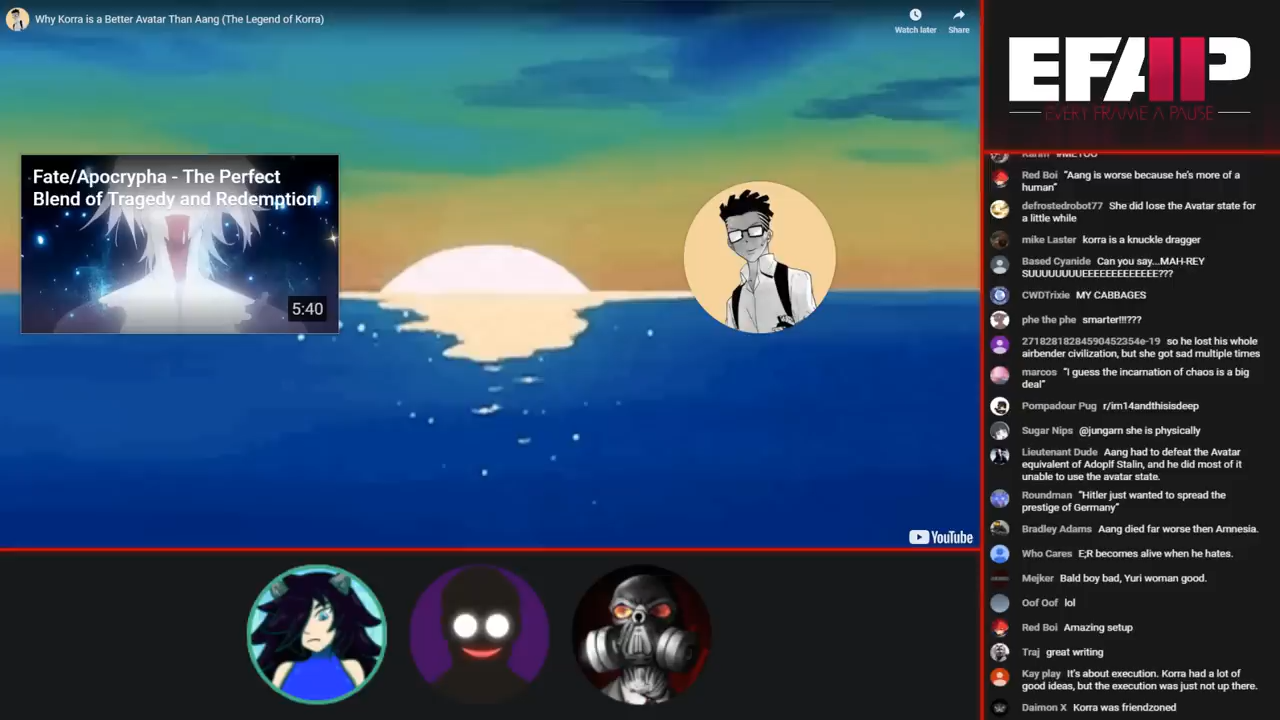 Why Korra is a Better Avatar Than Aang (The Legend of Korra)
Watch later
Share
Fate/Apocrypha - The Perfect
Blend of Tragedy and Redemption
5:40
YouTube
EFAP
EVERY FRAME A PAUSE
Karim #METOO
Red Boi "Aang is worse because he's more of a
human"
defrostedrobot77 She did lose the Avatar state for
a little while
mike Laster korra is a knuckle dragger
Based Cyanide Can you say...MAH-REY
SUUUUUUUUEEEEEEEEEEEEE???
CWDTrixie MY CABBAGES
phe the phe smarter!!!???
2718281828459045​2354e-19 so he lost his whole
airbender civilization, but she got sad multiple times
marcos "I guess the incarnation of chaos is a big
deal"
Pompadour Pug r/im14andthisisdeep
Sugar Nips @jungarn she is physically
Lieutenant Dude Aang had to defeat the Avatar
equivalent of Adoplf Stalin, and he did most of it
unable to use the avatar state.
Roundman "Hitler just wanted to spread the
prestige of Germany"
Bradley Adams Aang died far worse then Amnesia.
Who Cares E;R becomes alive when he hates.
Mejker Bald boy bad, Yuri woman good.
Oof Oof lol
Red Boi Amazing setup
Traj great writing
Kay play It's about execution. Korra had a lot of
good ideas, but the execution was just not up there.
Daimon X Korra was friendzoned